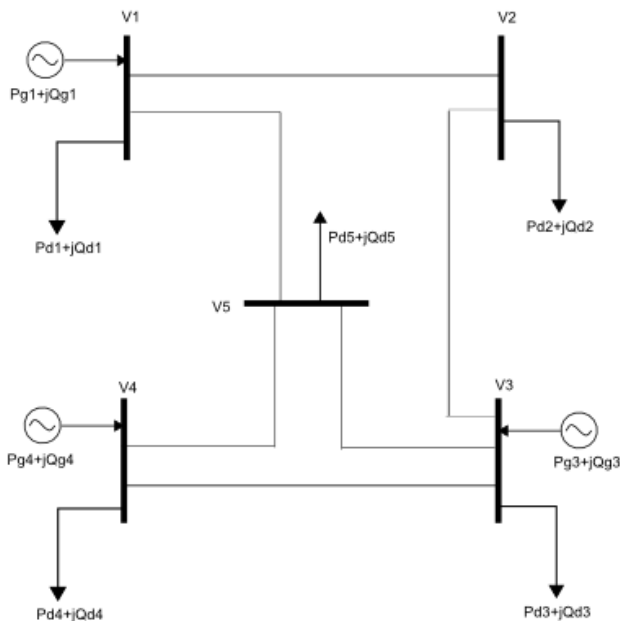 V1
V2
Pg1+jQg1
Pd1+jQd1
Pd2+jQd2
Pd5+jQd5
V5
V4
V3
Pg4+jQg4
Pg3+jQg3
Pd4+jQd4
Pd3+jQd3